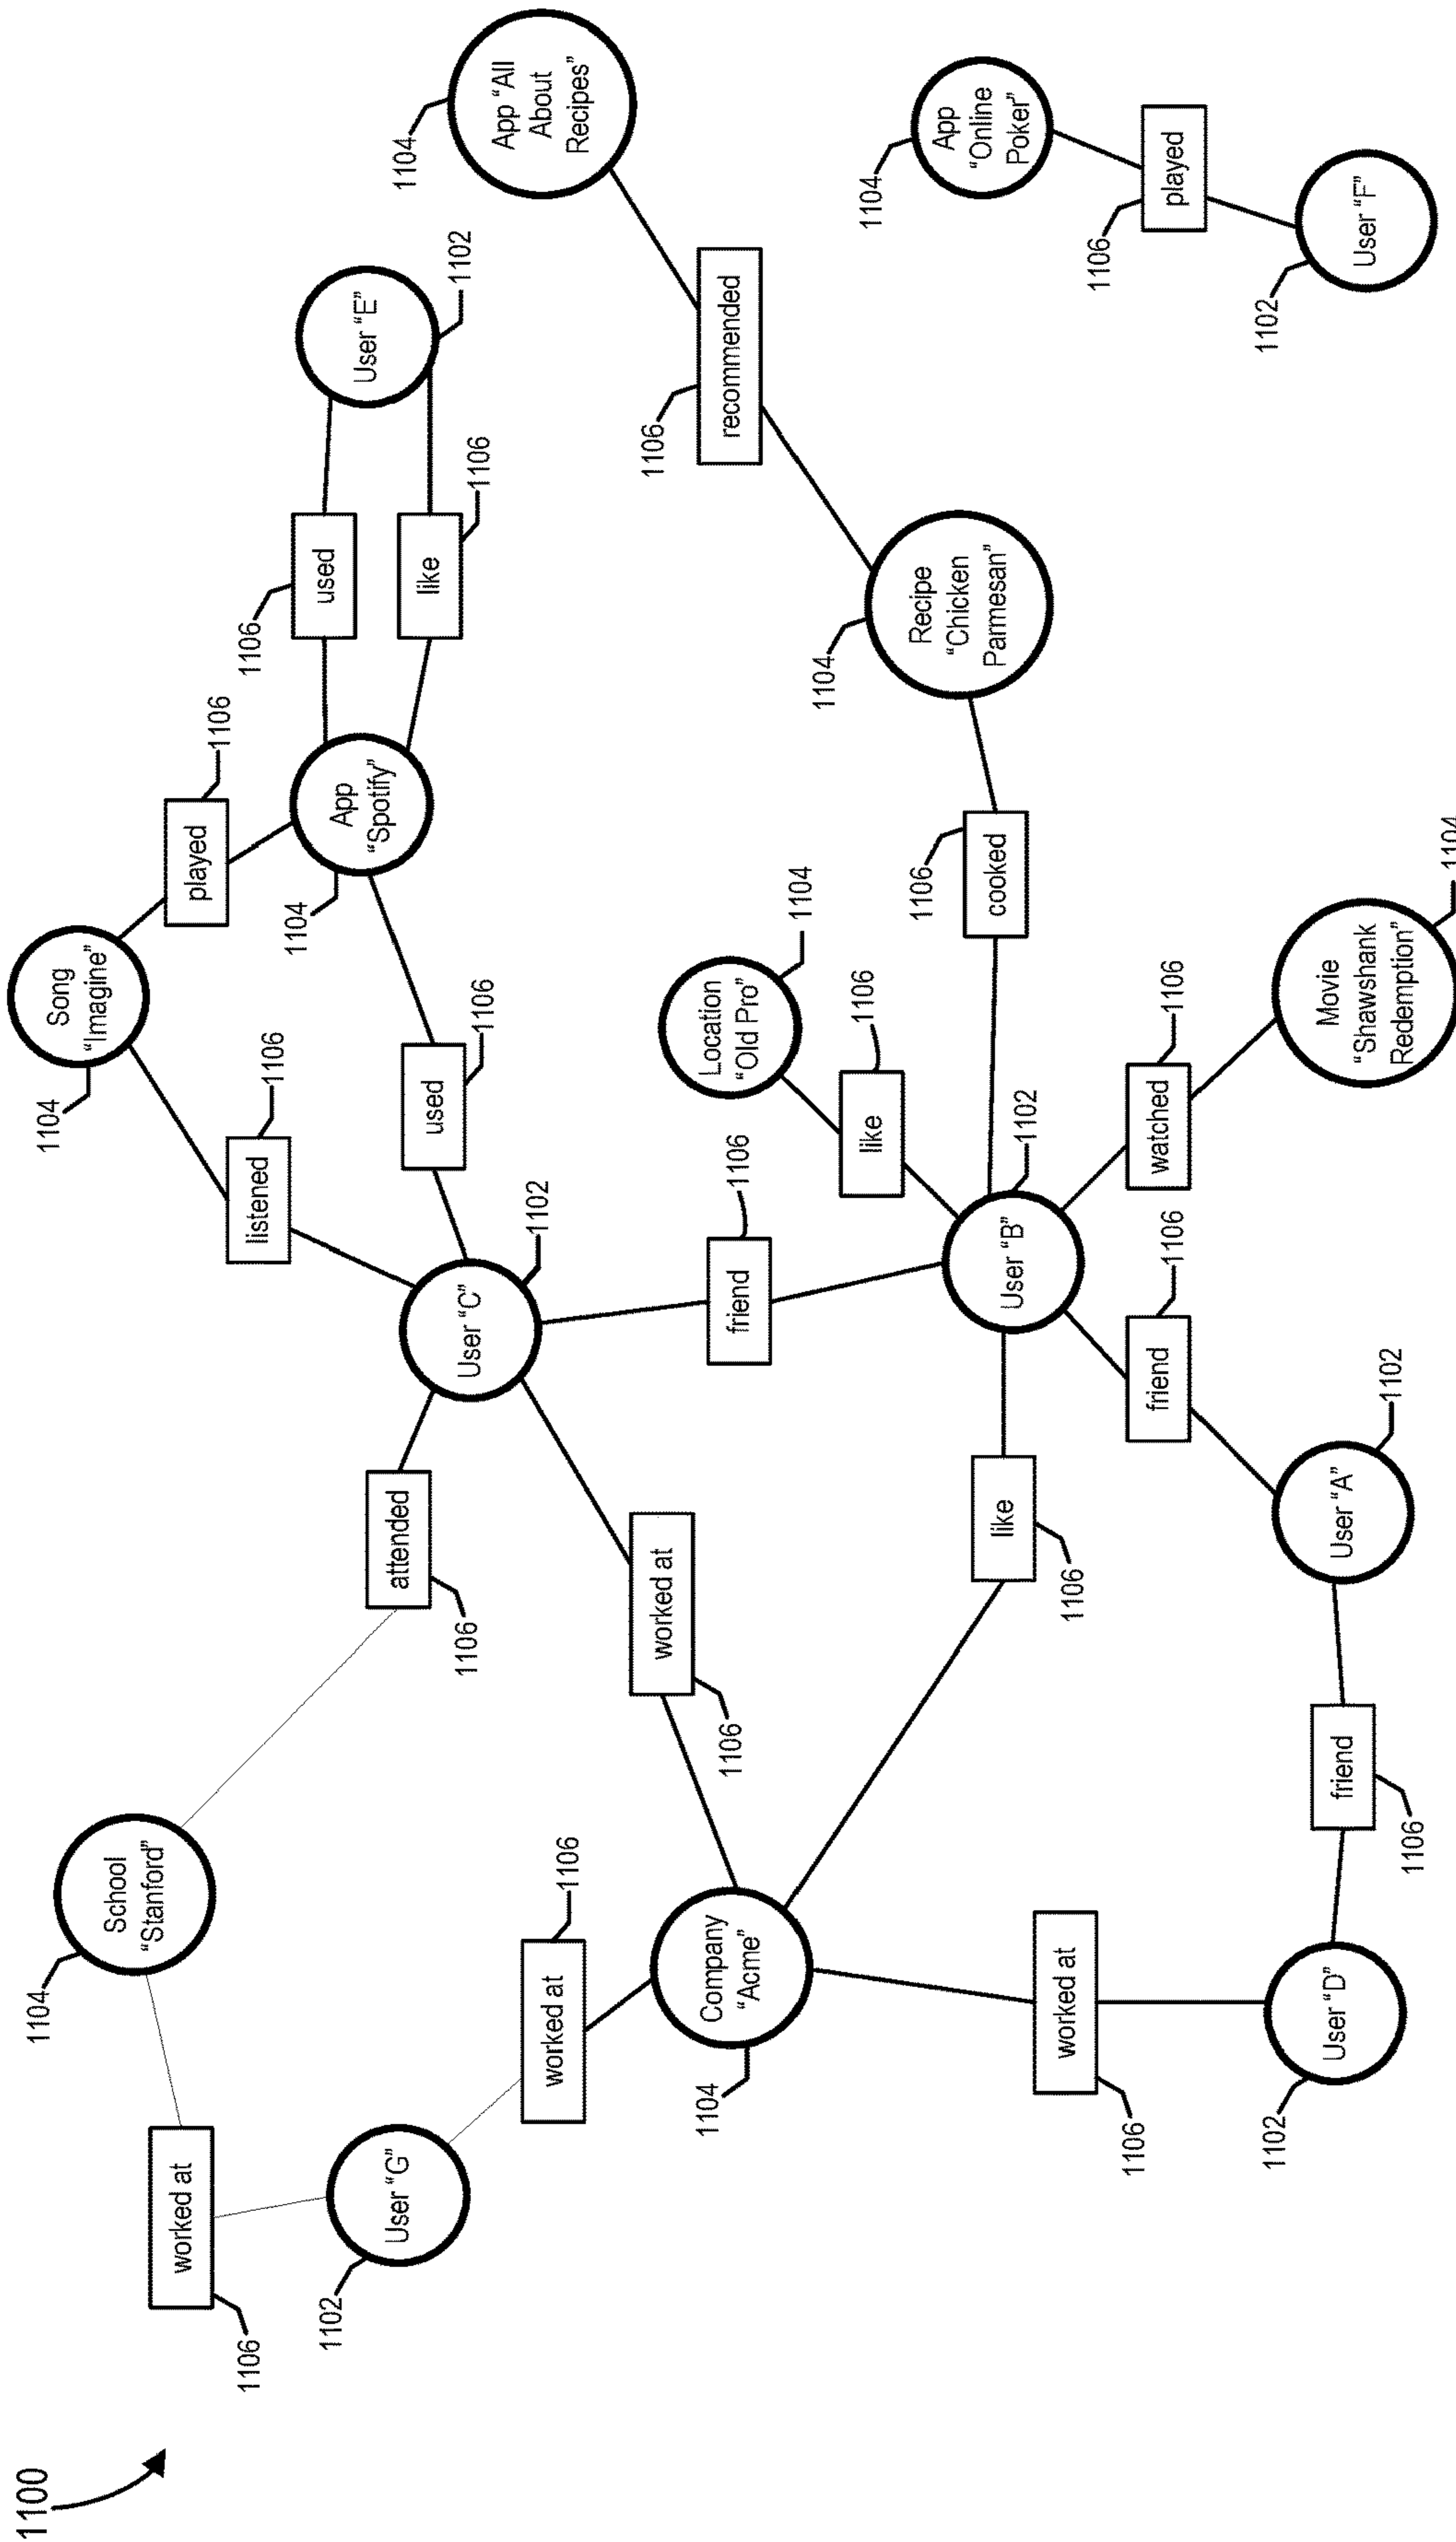 1100
1104
1104
School
"Stanford"
Song
"Imagine"
worked at
played
1106
1106
listened
1106
1106
1104
used
1102
App
"Spotify"
User "E"
User "G"
attended
like
1104
1102
used
User "C"
1106
1106
1106
1102
App "All
About
Recipes"
worked at
1106
worked at
1106
recommended
1104
1106
friend
1106
Company
"Acme"
Location
"Old Pro"
1104
1104
like
1106
1104
1106
Recipe
"Chicken
Parmesan"
App
"Online
Poker"
cooked
like
User "B"
1102
worked at
1106
1106
1106
friend
watched
played
1106
1106
1102
1102
User "D"
friend
User "A"
Movie
"Shawshank
Redemption"
User "F"
1102
1106
1104